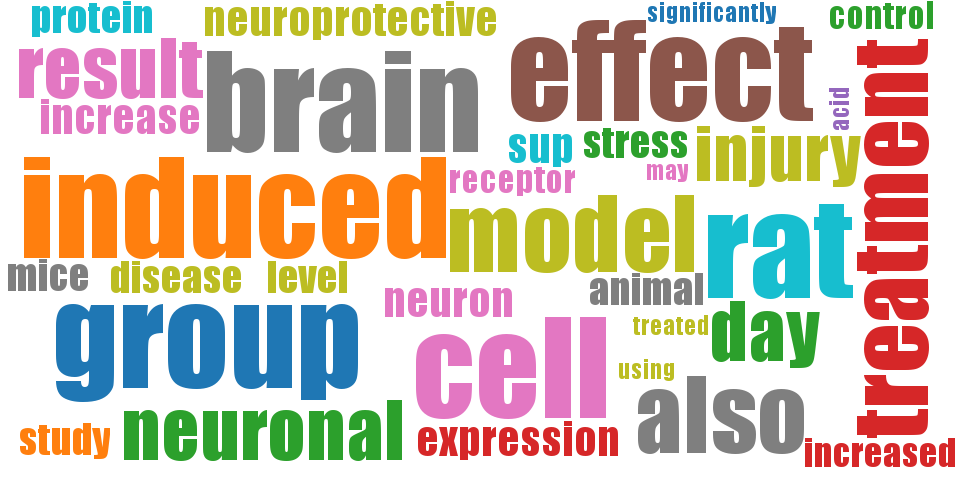 protein
neuroprotective
significantly
control
result
brain
effect
treatment
increase
acid
sup
stress
injury
may
receptor
induced
model
rat
mice
disease
level
neuron
animal
group
cell
treated
day
using
also
neuronal
study
expression
increased